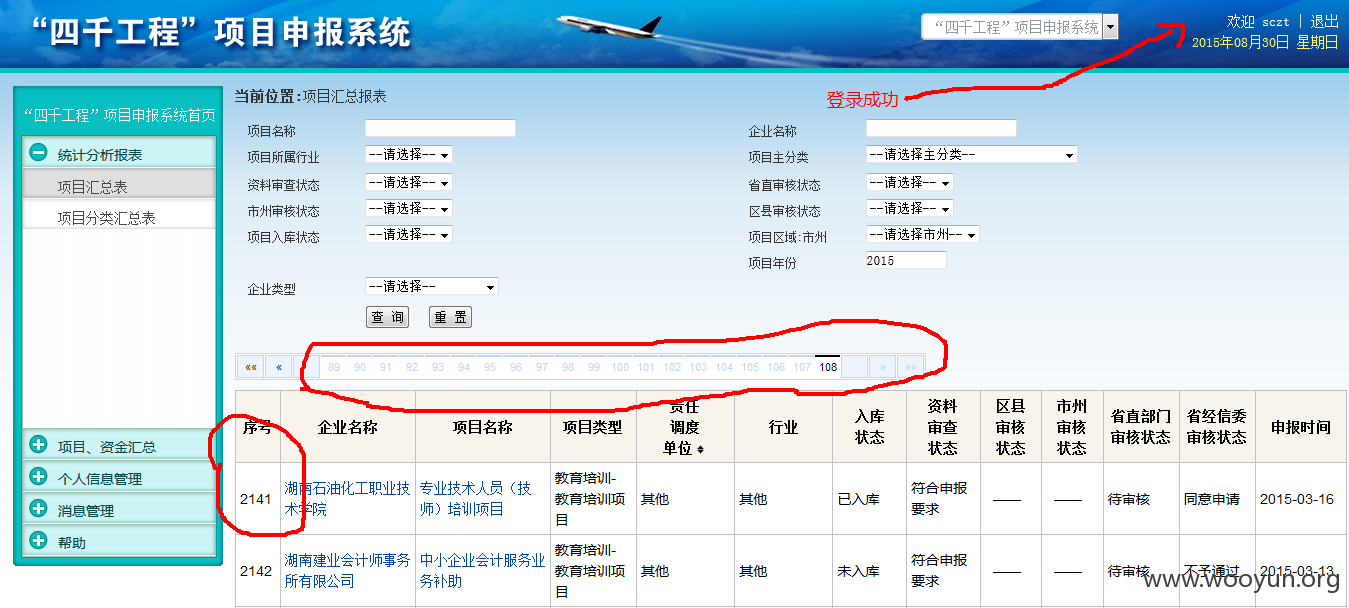 “四千工程”项目申报系统
“四千工程”项目申报系统
欢迎 sczt | 退出
2015年08月30日 星期日
登录成功
“四千工程”项目申报系统首页
统计分析报表
项目汇总表
项目分类汇总表
项目、资金汇总
个人信息管理
消息管理
帮助
当前位置:项目汇总报表
项目名称
企业名称
项目所属行业 --请选择--
项目主分类 --请选择主分类--
资料审查状态 --请选择--
省直审核状态 --请选择--
市州审核状态 --请选择--
区县审核状态 --请选择--
项目入库状态 --请选择--
项目区域:市州 --请选择市州--
项目年份 2015
企业类型 --请选择--
查 询 重 置
«« « 89 90 91 92 93 94 95 96 97 98 99 100 101 102 103 104 105 106 107 108 » »»
序号 企业名称 项目名称 项目类型 责任调度单位 行业 入库状态 资料审查状态 区县审核状态 市州审核状态 省直部门审核状态 省经信委审核状态 申报时间
2141 湖南石油化工职业技术学院 专业技术人员（技师）培训项目 教育培训-教育培训项目 其他 其他 已入库 符合申报要求 —— —— 待审核 同意申请 2015-03-16
2142 湖南建业会计师事务所有限公司 中小企业会计服务业务补助 教育培训-教育培训项目 其他 其他 未入库 符合申报要求 —— —— 待审核 不予通过 2015-03-13
www.wooyun.org